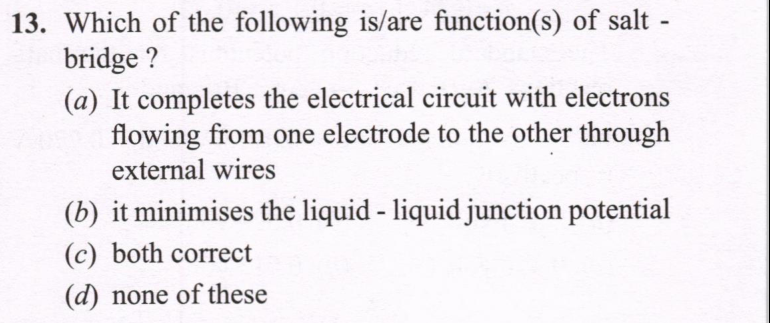 13. Which of the following is/are function(s) of salt -
bridge ?
(a) It completes the electrical circuit with electrons
flowing from one electrode to the other through
external wires
(b) it minimises the liquid - liquid junction potential
(c) both correct
(d) none of these